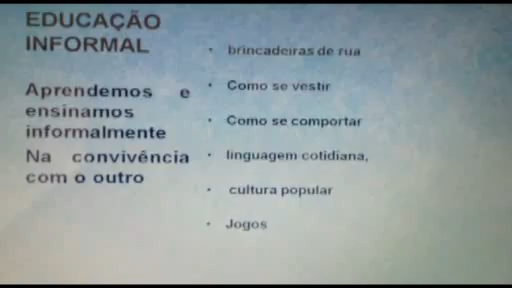 EDUCAÇÃO
INFORMAL
Aprendemos e
ensinamos
informalmente
Na convivência
com o outro
• brincadeiras de rua
• Como se vestir
• Como se comportar
• linguagem cotidiana,
• cultura popular
• Jogos